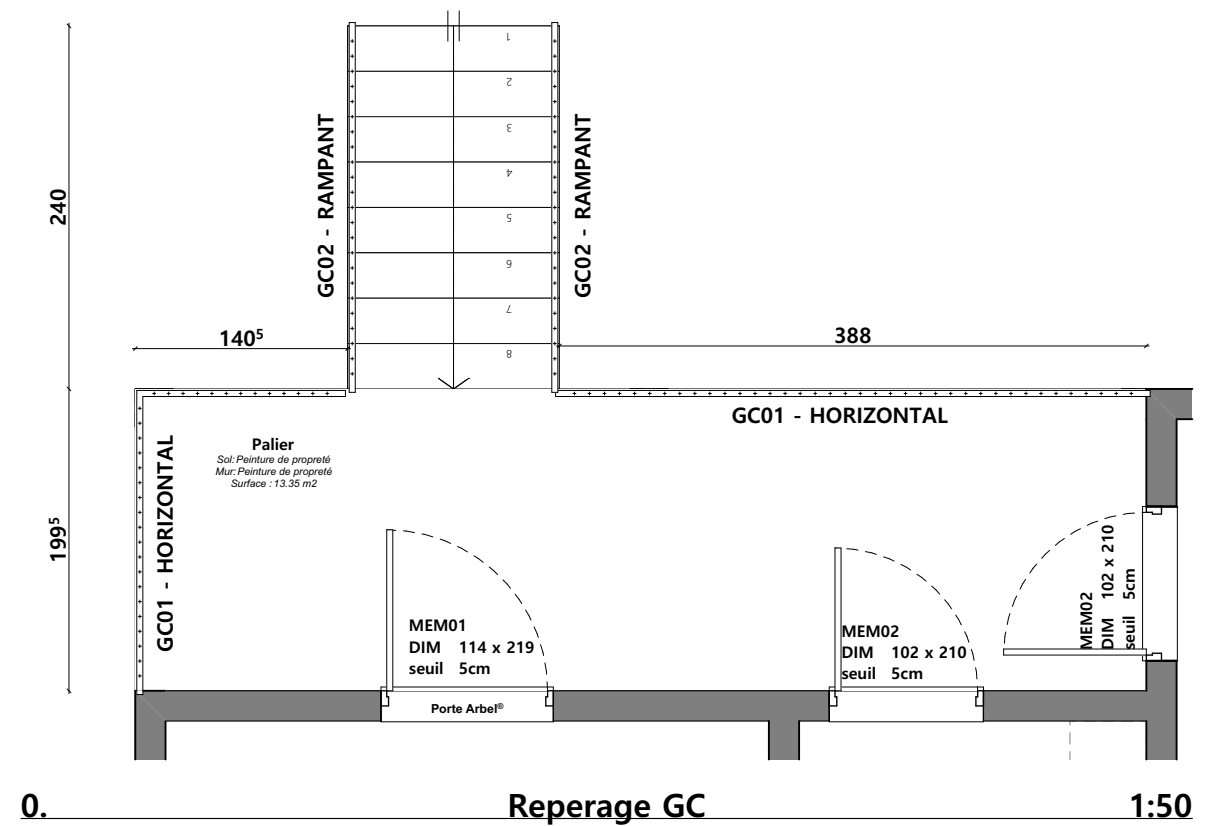 1
2
3
4
5
6
7
8
GC02 - RAMPANT
GC02 - RAMPANT
240
140⁵
388
GC01 - HORIZONTAL
Palier
Sol: Peinture de propreté
Mur: Peinture de propreté
Surface : 13.35 m2
199⁵
GC01 - HORIZONTAL
MEM01
DIM 114 x 219
seuil 5cm
MEM02
DIM 102 x 210
seuil 5cm
MEM02
DIM 102 x 210
seuil 5cm
Porte Arbel®
0. Reperage GC 1:50